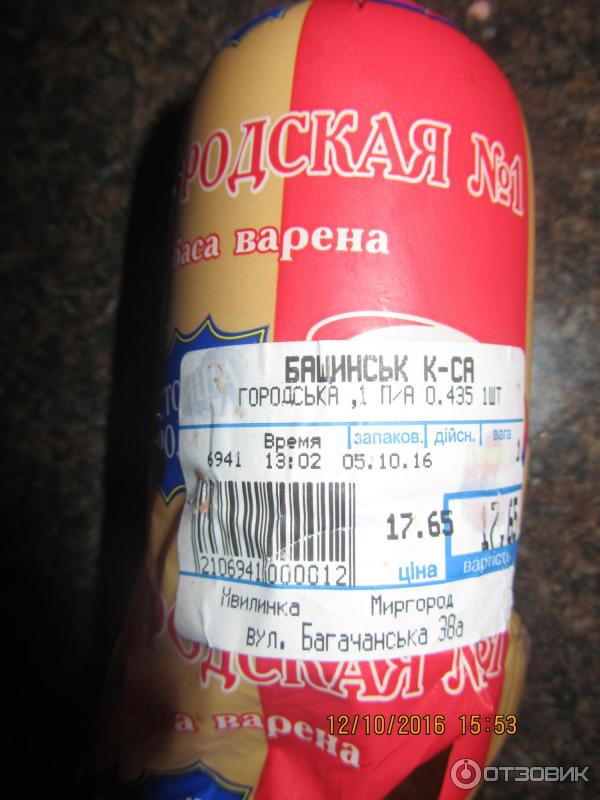 РОДСКАЯ №1
баса варена
БАШИНСЬК К-СА
ГОРОДСЬКА ,1 П/А 0.435 1ШТ
Время запаков. дійсн. вага
6941 13:02 05.10.16 1
17.65 17.65
2106941000012
ціна вартість
Хвилинка Миргород
вул. Багачанська 38а
РОДСКАЯ №1
баса варена
12/10/2016 15:53
ОТЗОВИК